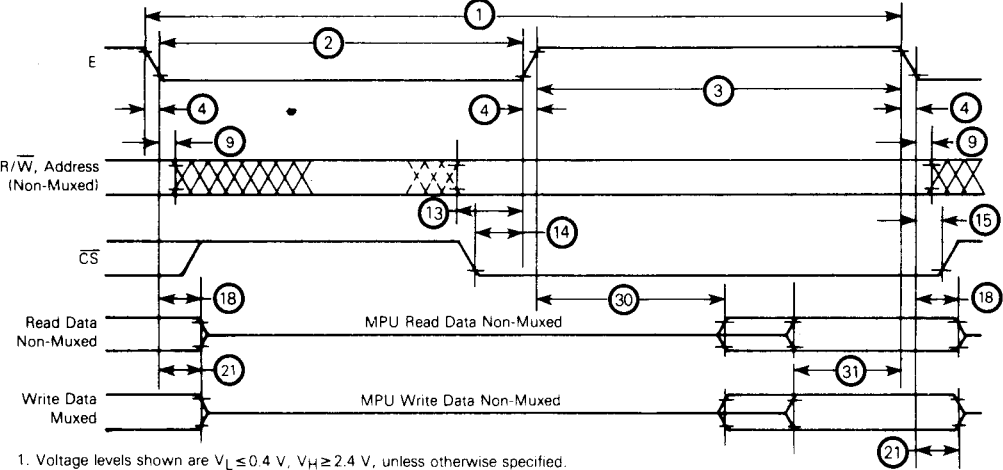 1
2
E
3
4
4
4
9
9
R/W̅, Address
(Non-Muxed)
13
14
15
C̅S̅
18
30
18
Read Data
Non-Muxed
MPU Read Data Non-Muxed
21
31
Write Data
Muxed
MPU Write Data Non-Muxed
21
1. Voltage levels shown are VL≤0.4 V, VH≥2.4 V, unless otherwise specified.